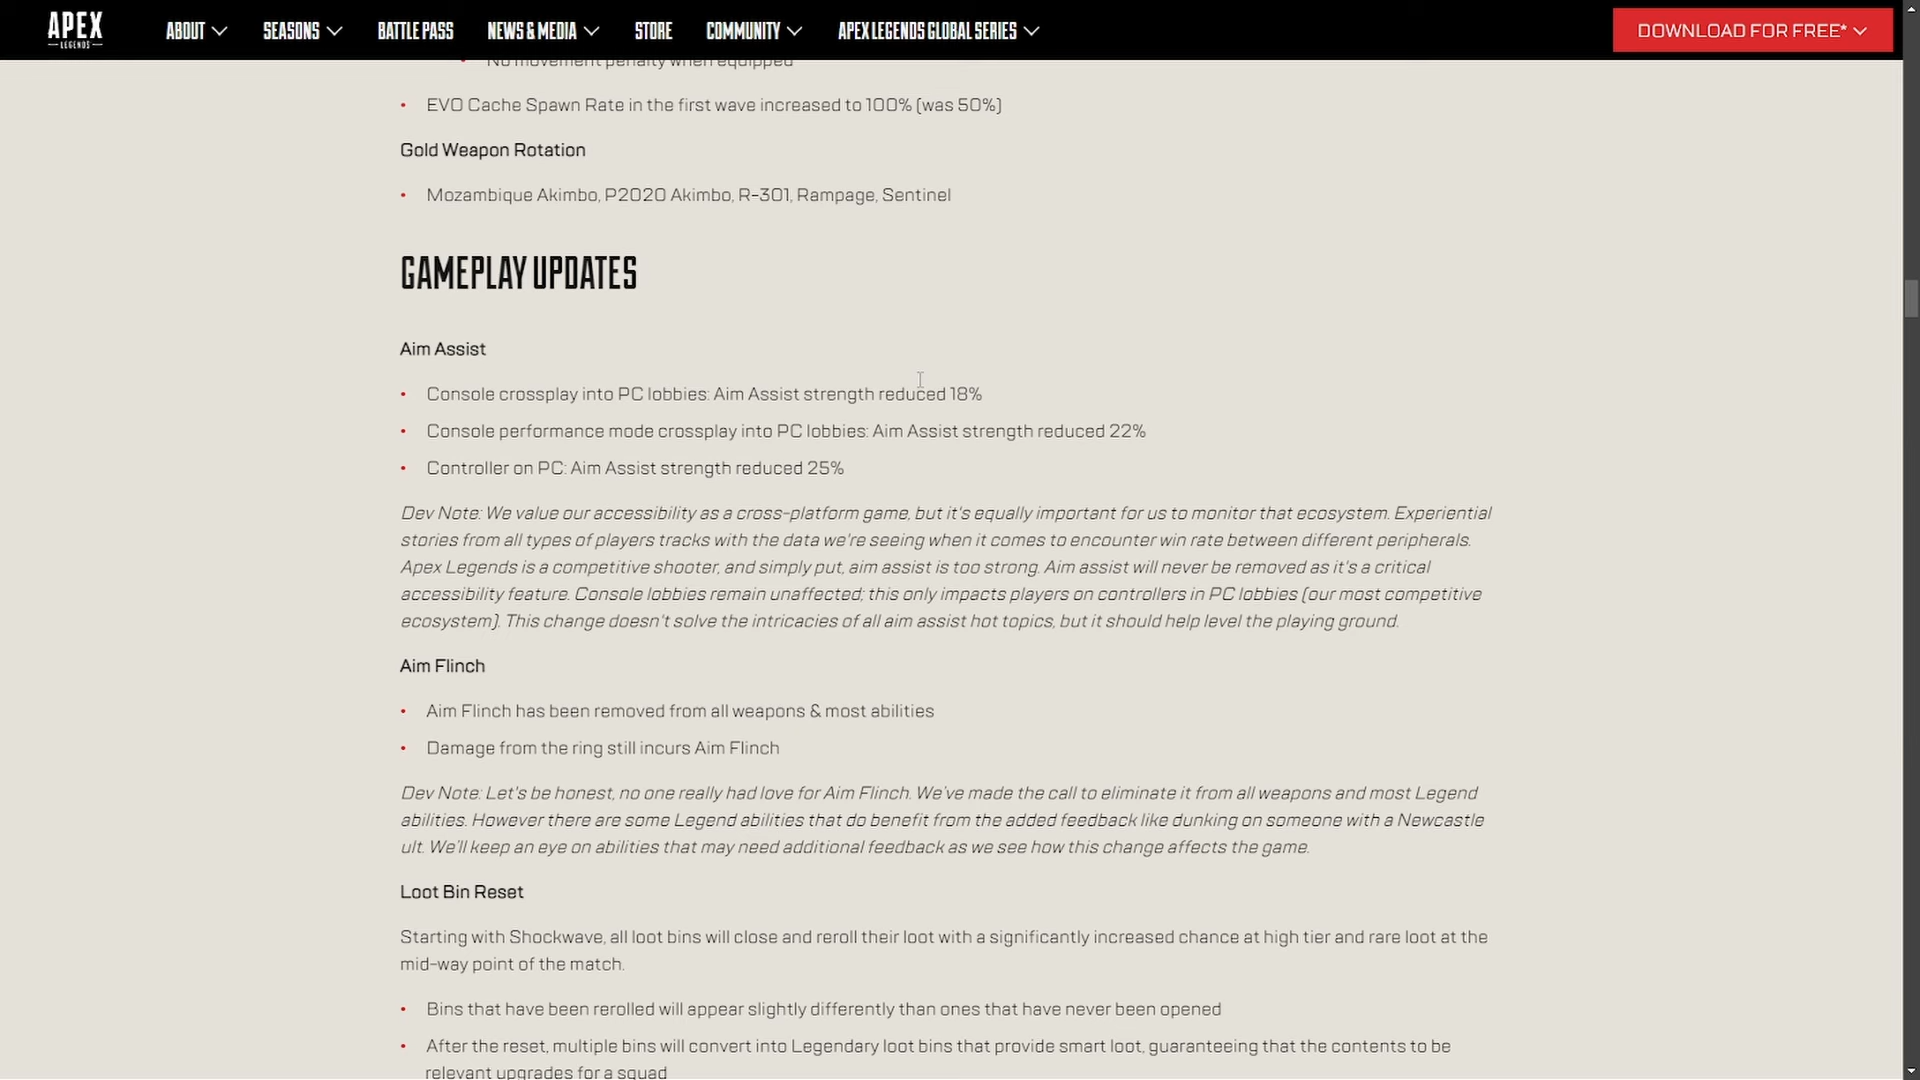 APEX
LEGENDS
ABOUT
SEASONS
BATTLE PASS
NEWS & MEDIA
STORE
COMMUNITY
APEX LEGENDS GLOBAL SERIES
DOWNLOAD FOR FREE*
• No movement penalty when equipped
• EVO Cache Spawn Rate in the first wave increased to 100% (was 50%)
Gold Weapon Rotation
• Mozambique Akimbo, P2020 Akimbo, R-301, Rampage, Sentinel
GAMEPLAY UPDATES
Aim Assist
• Console crossplay into PC lobbies: Aim Assist strength reduced 18%
• Console performance mode crossplay into PC lobbies: Aim Assist strength reduced 22%
• Controller on PC: Aim Assist strength reduced 25%
Dev Note: We value our accessibility as a cross-platform game, but it's equally important for us to monitor that ecosystem. Experiential
stories from all types of players tracks with the data we're seeing when it comes to encounter win rate between different peripherals.
Apex Legends is a competitive shooter, and simply put, aim assist is too strong. Aim assist will never be removed as it's a critical
accessibility feature. Console lobbies remain unaffected; this only impacts players on controllers in PC lobbies (our most competitive
ecosystem). This change doesn't solve the intricacies of all aim assist hot topics, but it should help level the playing ground.
Aim Flinch
• Aim Flinch has been removed from all weapons & most abilities
• Damage from the ring still incurs Aim Flinch
Dev Note: Let's be honest, no one really had love for Aim Flinch. We've made the call to eliminate it from all weapons and most Legend
abilities. However there are some Legend abilities that do benefit from the added feedback like dunking on someone with a Newcastle
ult. We'll keep an eye on abilities that may need additional feedback as we see how this change affects the game.
Loot Bin Reset
Starting with Shockwave, all loot bins will close and reroll their loot with a significantly increased chance at high tier and rare loot at the
mid-way point of the match.
• Bins that have been rerolled will appear slightly differently than ones that have never been opened
• After the reset, multiple bins will convert into Legendary loot bins that provide smart loot, guaranteeing that the contents to be
relevant upgrades for a squad